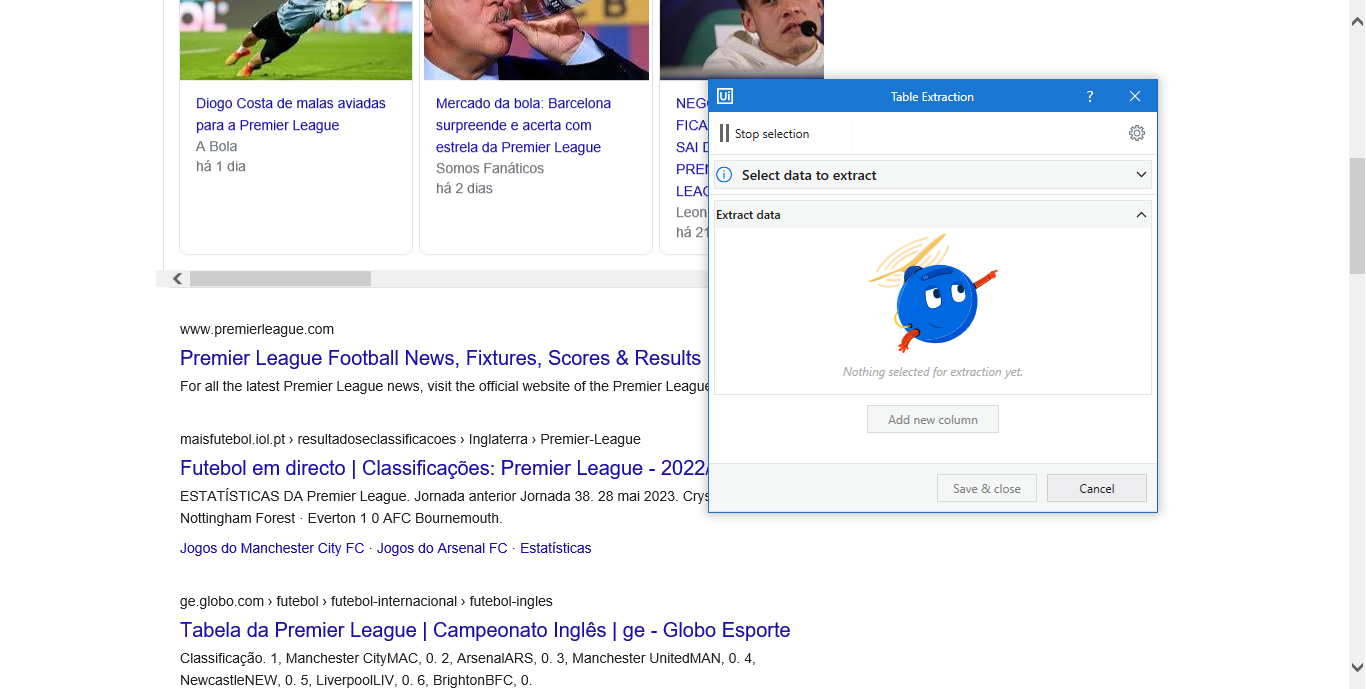 Diogo Costa de malas aviadas
para a Premier League
A Bola
há 1 dia
Mercado da bola: Barcelona
surpreende e acerta com
estrela da Premier League
Somos Fanáticos
há 2 dias
SAI
há 21
Ui
Table Extraction
?
Stop selection
Select data to extract
Extract data
Nothing selected for extraction yet.
Add new column
Save & close
Cancel
www.premierleague.com
Premier League Football News, Fixtures, Scores & Results
For all the latest Premier League news, visit the official website of the Premier League
maisfutebol.iol.pt › resultadoseclassificacoes › Inglaterra › Premier-League
Futebol em directo | Classificações: Premier League - 2022/
ESTATÍSTICAS DA Premier League. Jornada anterior Jornada 38. 28 mai 2023.
Nottingham Forest · Everton 1 0 AFC Bournemouth.
Jogos do Manchester City FC · Jogos do Arsenal FC · Estatísticas
ge.globo.com › futebol › futebol-internacional › futebol-ingles
Tabela da Premier League | Campeonato Inglês | ge - Globo Esporte
Classificação. 1, Manchester CityMAC, 0. 2, ArsenalARS, 0. 3, Manchester UnitedMAN, 0. 4,
NewcastleNEW, 0. 5, LiverpoolLIV, 0. 6, BrightonBFC, 0.